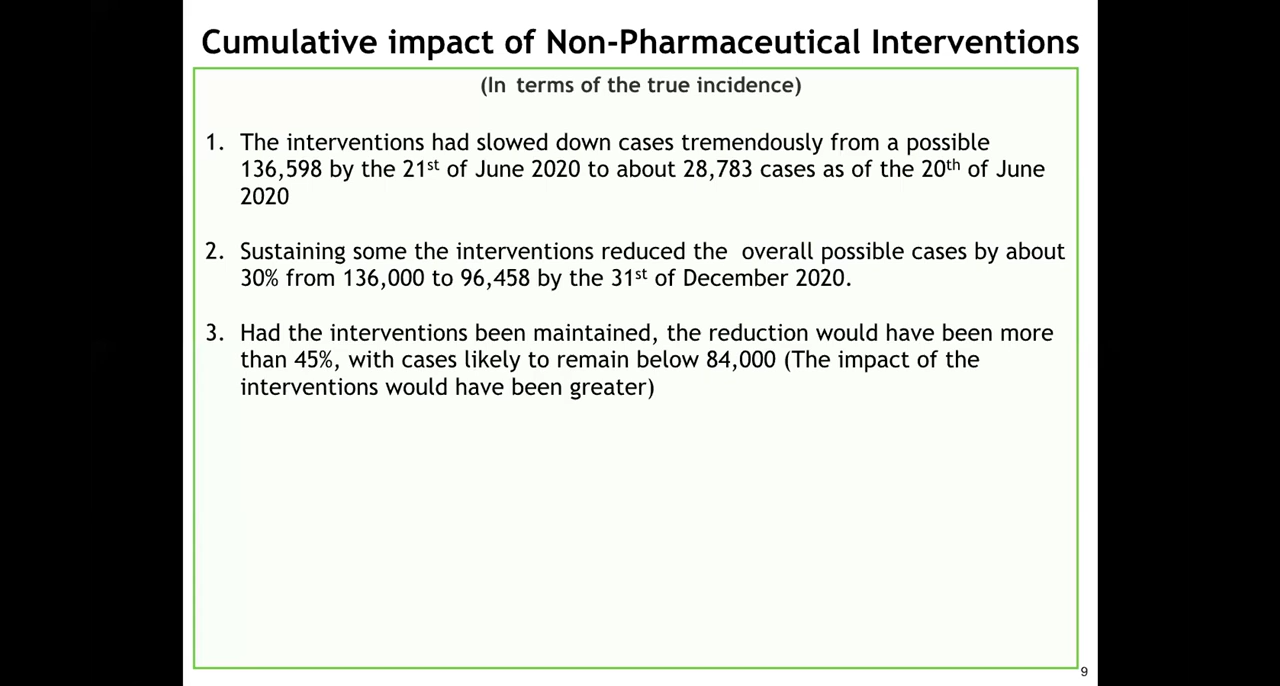 Cumulative impact of Non-Pharmaceutical Interventions
(In terms of the true incidence)
1. The interventions had slowed down cases tremendously from a possible
136,598 by the 21st of June 2020 to about 28,783 cases as of the 20th of June
2020
2. Sustaining some the interventions reduced the overall possible cases by about
30% from 136,000 to 96,458 by the 31st of December 2020.
3. Had the interventions been maintained, the reduction would have been more
than 45%, with cases likely to remain below 84,000 (The impact of the
interventions would have been greater)
9